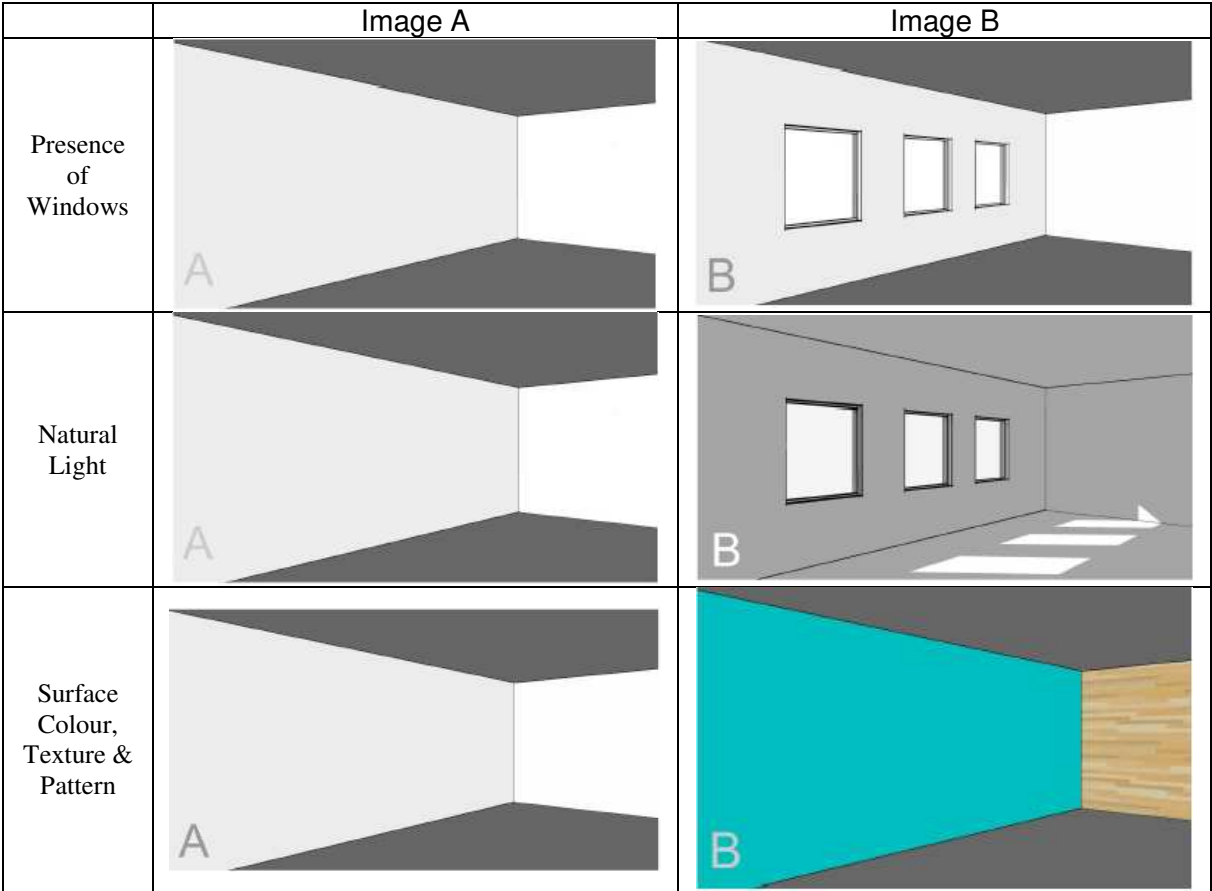 Image A
Image B
Presence
of
Windows
A
B
Natural
Light
A
B
Surface
Colour,
Texture &
Pattern
A
B